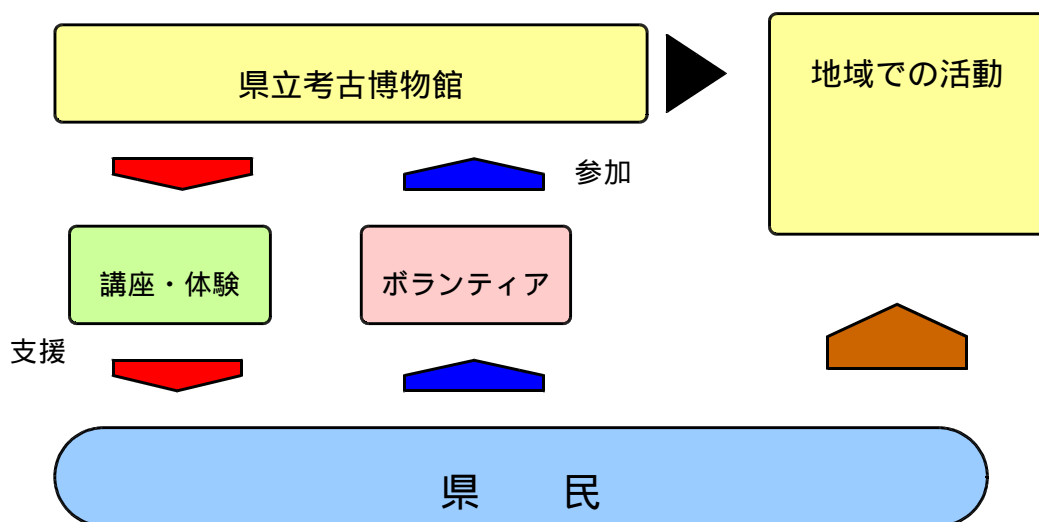 県立考古博物館
地域での活動
参加
講座・体験
ボランティア
支援
県　　民